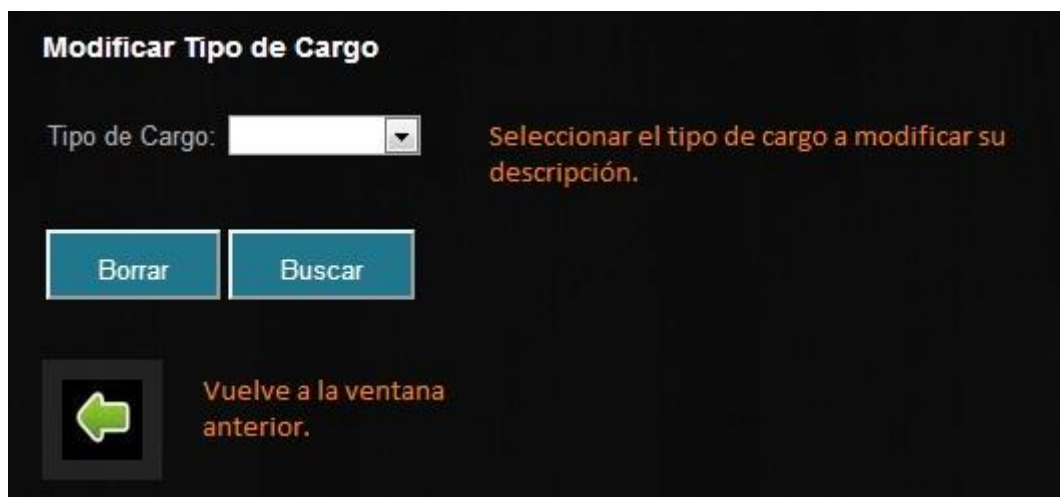 Modificar Tipo de Cargo
Tipo de Cargo:
Seleccionar el tipo de cargo a modificar su
descripción.
Borrar
Buscar
Vuelve a la ventana
anterior.